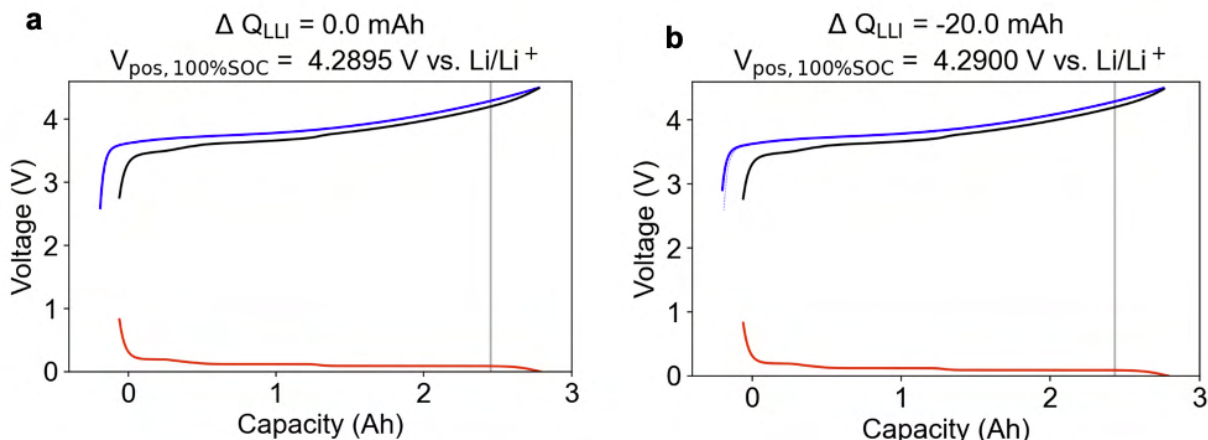 a
Δ Q_LLI = 0.0 mAh
V_pos, 100%SOC = 4.2895 V vs. Li/Li⁺
Voltage (V)
4
3
2
1
0
0 1 2 3
Capacity (Ah)
b
Δ Q_LLI = -20.0 mAh
V_pos, 100%SOC = 4.2900 V vs. Li/Li⁺
Voltage (V)
4
3
2
1
0
0 1 2 3
Capacity (Ah)